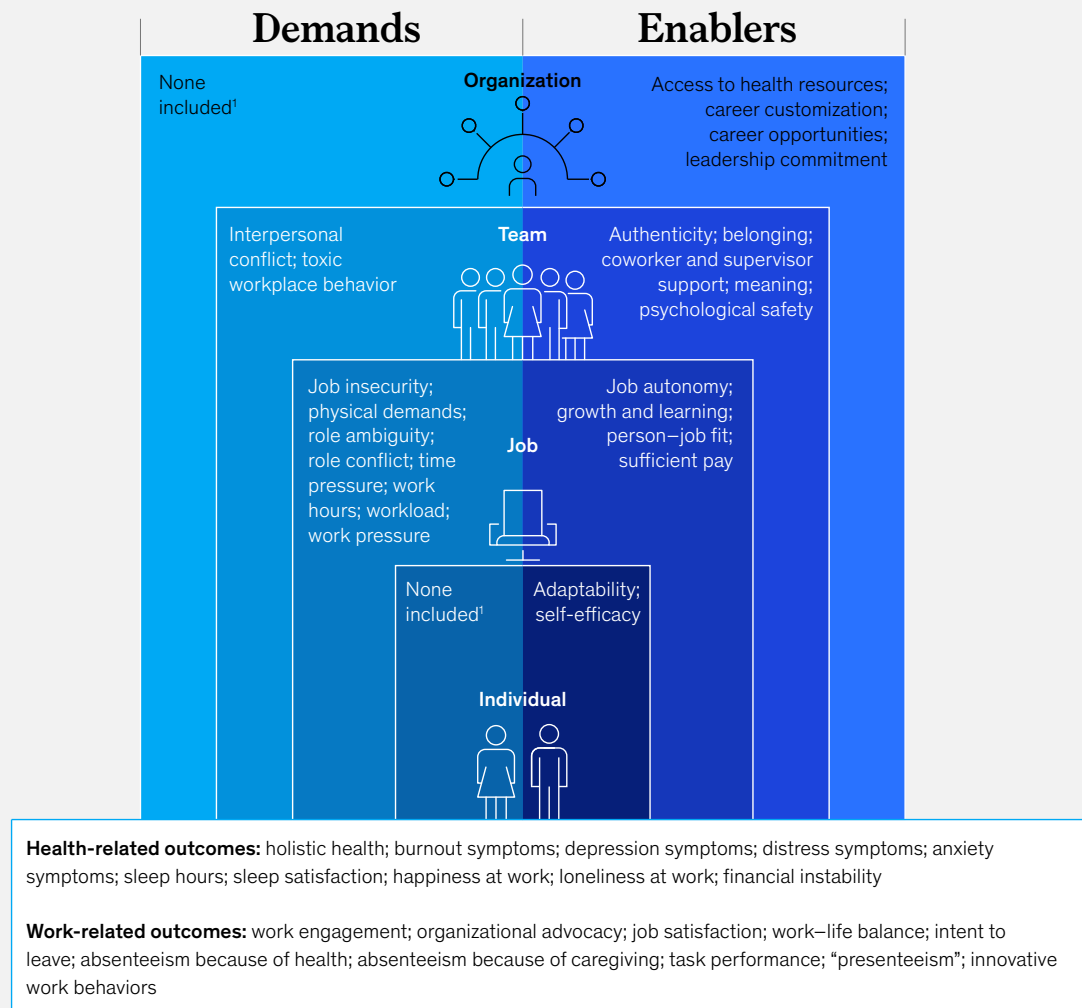 Demands
Enablers
None
included¹
Organization
Access to health resources;
career customization;
career opportunities;
leadership commitment
Interpersonal
conflict; toxic
workplace behavior
Team
Authenticity; belonging;
coworker and supervisor
support; meaning;
psychological safety
Job insecurity;
physical demands;
role ambiguity;
role conflict; time
pressure; work
hours; workload;
work pressure
Job
Job autonomy;
growth and learning;
person–job fit;
sufficient pay
None
included¹
Adaptability;
self-efficacy
Individual
Health-related outcomes: holistic health; burnout symptoms; depression symptoms; distress symptoms; anxiety
symptoms; sleep hours; sleep satisfaction; happiness at work; loneliness at work; financial instability
Work-related outcomes: work engagement; organizational advocacy; job satisfaction; work–life balance; intent to
leave; absenteeism because of health; absenteeism because of caregiving; task performance; “presenteeism”; innovative
work behaviors